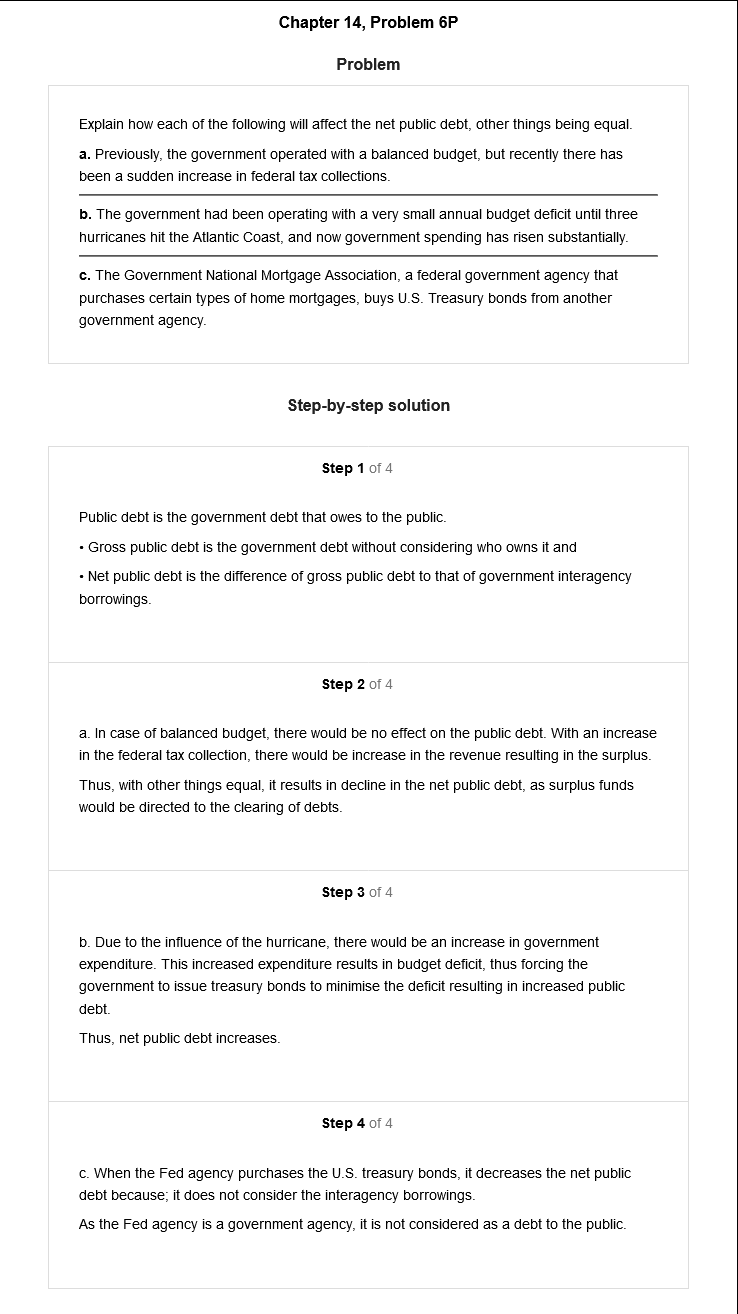 Chapter 14, Problem 6P
Problem
Explain how each of the following will affect the net public debt, other things being equal.
a. Previously, the government operated with a balanced budget, but recently there has
been a sudden increase in federal tax collections.
b. The government had been operating with a very small annual budget deficit until three
hurricanes hit the Atlantic Coast, and now government spending has risen substantially.
c. The Government National Mortgage Association, a federal government agency that
purchases certain types of home mortgages, buys U.S. Treasury bonds from another
government agency.
Step-by-step solution
Step 1 of 4
Public debt is the government debt that owes to the public.
• Gross public debt is the government debt without considering who owns it and
• Net public debt is the difference of gross public debt to that of government interagency
borrowings.
Step 2 of 4
a. In case of balanced budget, there would be no effect on the public debt. With an increase
in the federal tax collection, there would be increase in the revenue resulting in the surplus.
Thus, with other things equal, it results in decline in the net public debt, as surplus funds
would be directed to the clearing of debts.
Step 3 of 4
b. Due to the influence of the hurricane, there would be an increase in government
expenditure. This increased expenditure results in budget deficit, thus forcing the
government to issue treasury bonds to minimise the deficit resulting in increased public
debt.
Thus, net public debt increases.
Step 4 of 4
c. When the Fed agency purchases the U.S. treasury bonds, it decreases the net public
debt because; it does not consider the interagency borrowings.
As the Fed agency is a government agency, it is not considered as a debt to the public.